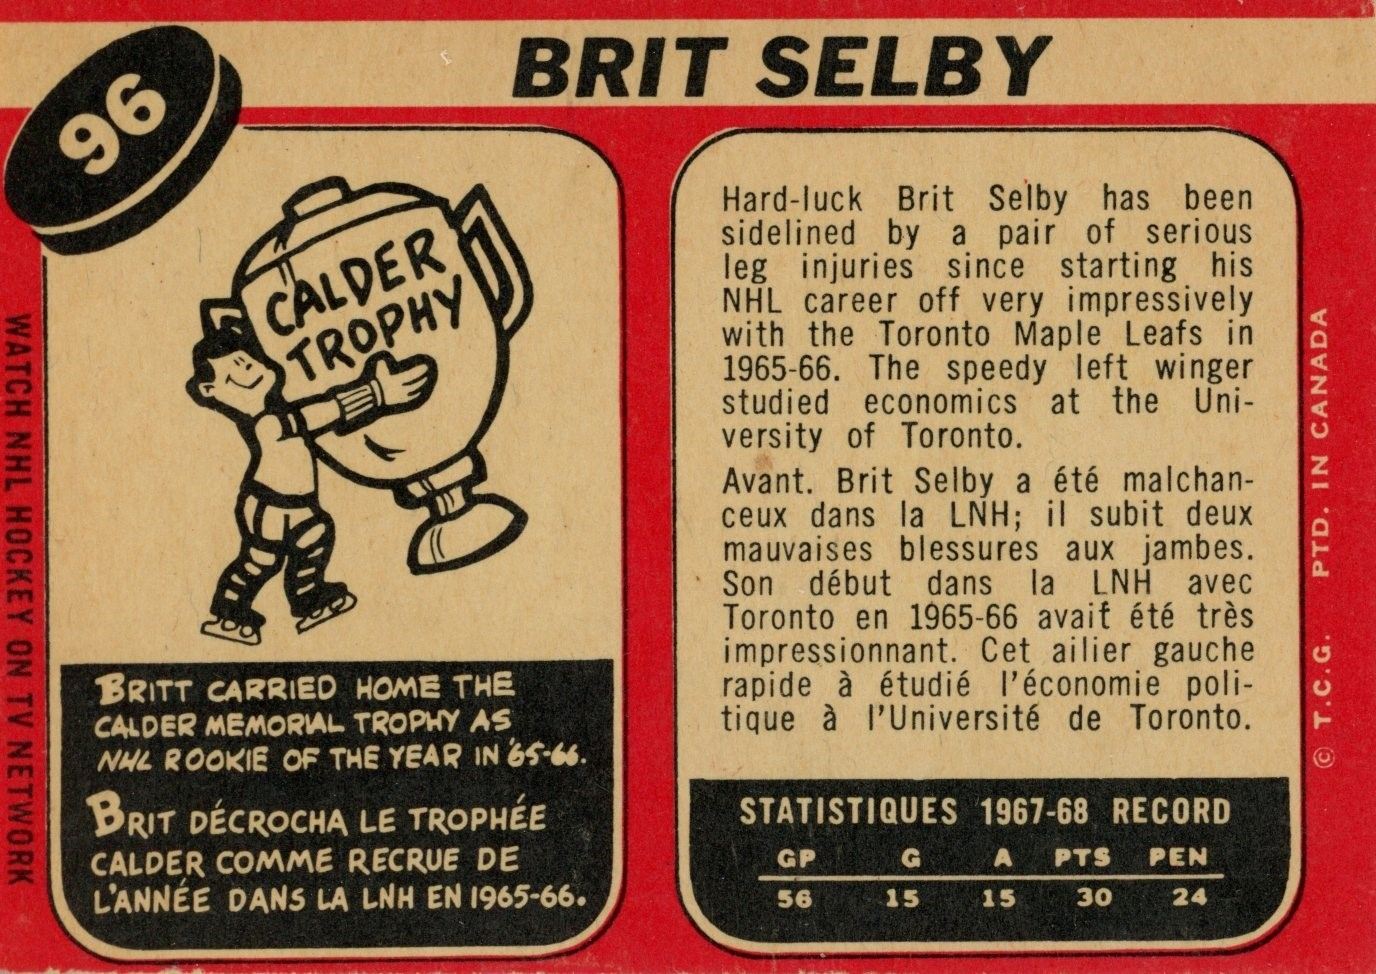 96
BRIT SELBY
CALDER
TROPHY
BRITT CARRIED HOME THE
CALDER MEMORIAL TROPHY AS
NHL ROOKIE OF THE YEAR IN '65-66.
BRIT DÉCROCHA LE TROPHÉE
CALDER COMME RECRUE DE
L'ANNÉE DANS LA LNH EN 1965-66.
WATCH NHL HOCKEY ON TV NETWORK
Hard-luck Brit Selby has been
sidelined by a pair of serious
leg injuries since starting his
NHL career off very impressively
with the Toronto Maple Leafs in
1965-66. The speedy left winger
studied economics at the Uni-
versity of Toronto.
Avant. Brit Selby a été malchan-
ceux dans la LNH; il subit deux
mauvaises blessures aux jambes.
Son début dans la LNH avec
Toronto en 1965-66 avait été très
impressionnant. Cet ailier gauche
rapide à étudié l'économie poli-
tique à l'Université de Toronto.
STATISTIQUES 1967-68 RECORD
GP G A PTS PEN
56 15 15 30 24
© T.C.G. PTD. IN CANADA